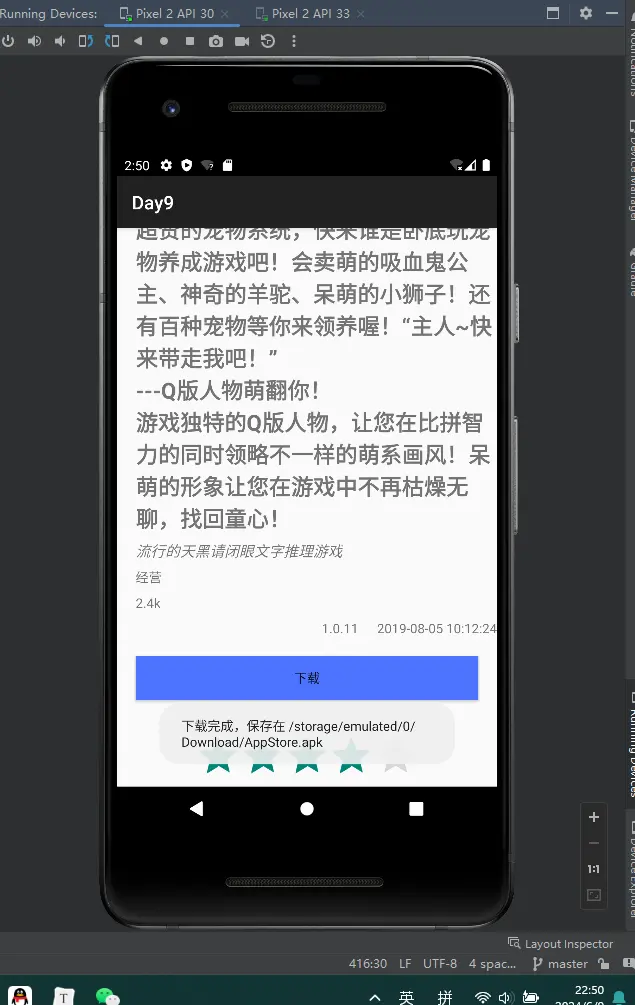 Running Devices:
Pixel 2 API 30
Pixel 2 API 33
Notifications
Device Manager
Gradle
2:50
Day9
超贵的宠物系统，快来谁是卧底玩宠
物养成游戏吧！会卖萌的吸血鬼公
主、神奇的羊驼、呆萌的小狮子！还
有百种宠物等你来领养喔！“主人~快
来带走我吧！”
---Q版人物萌翻你！
游戏独特的Q版人物，让您在比拼智
力的同时领略不一样的萌系画风！呆
萌的形象让您在游戏中不再枯燥无
聊，找回童心！
流行的天黑请闭眼文字推理游戏
经营
2.4k
1.0.11 2019-08-05 10:12:24
下载
下载完成，保存在 /storage/emulated/0/
Download/AppStore.apk
Running Devices
Device Explorer
1:1
Layout Inspector
416:30 LF UTF-8 4 spac... master
T
英 拼
22:50